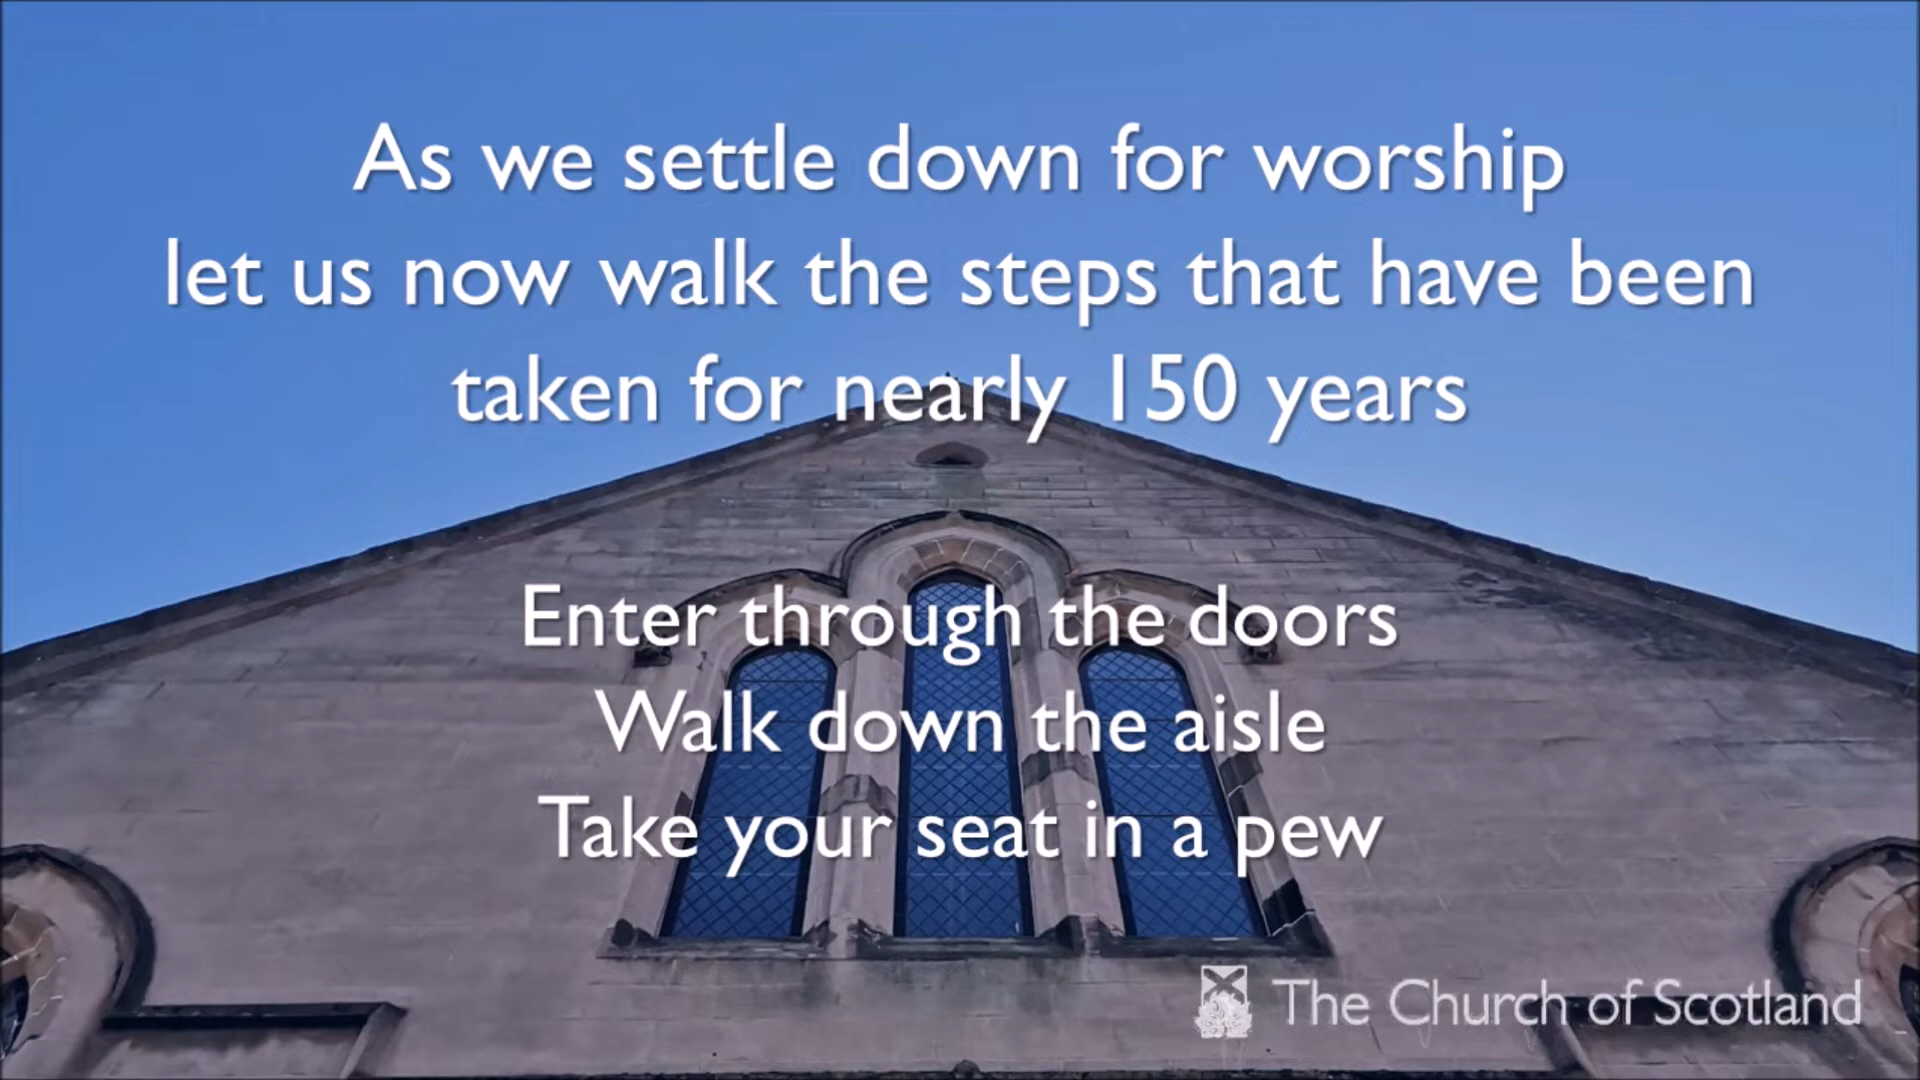 As we settle down for worship
let us now walk the steps that have been
taken for nearly 150 years
Enter through the doors
Walk down the aisle
Take your seat in a pew
The Church of Scotland